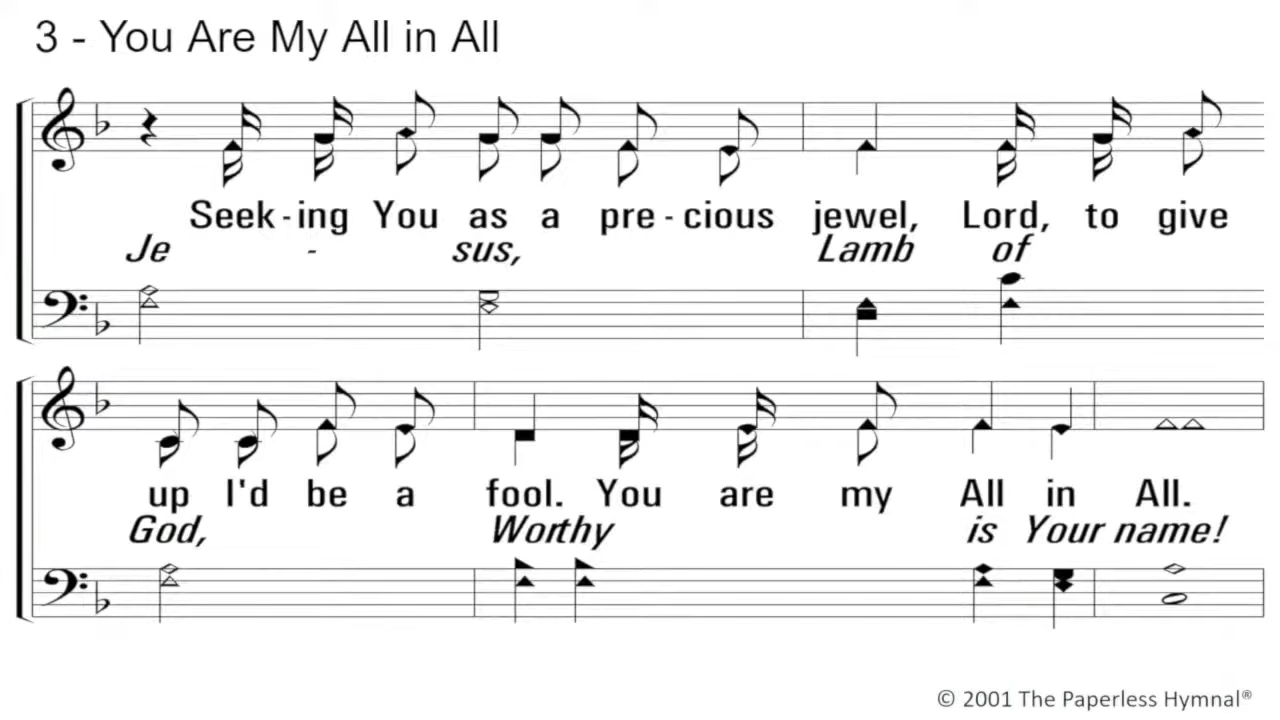 3 - You Are My All in All
Seek - ing You as a pre - cious jewel, Lord, to give
Je - sus, Lamb of
up I'd be a fool. You are my All in All.
God, Worthy is Your name!
© 2001 The Paperless Hymnal®